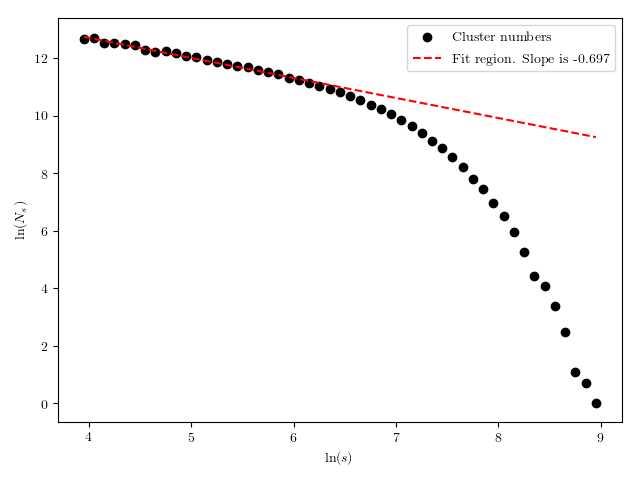 Cluster numbers
Fit region. Slope is -0.697
ln(N_s)
12
10
8
6
4
2
0
4 5 6 7 8 9
ln(s)